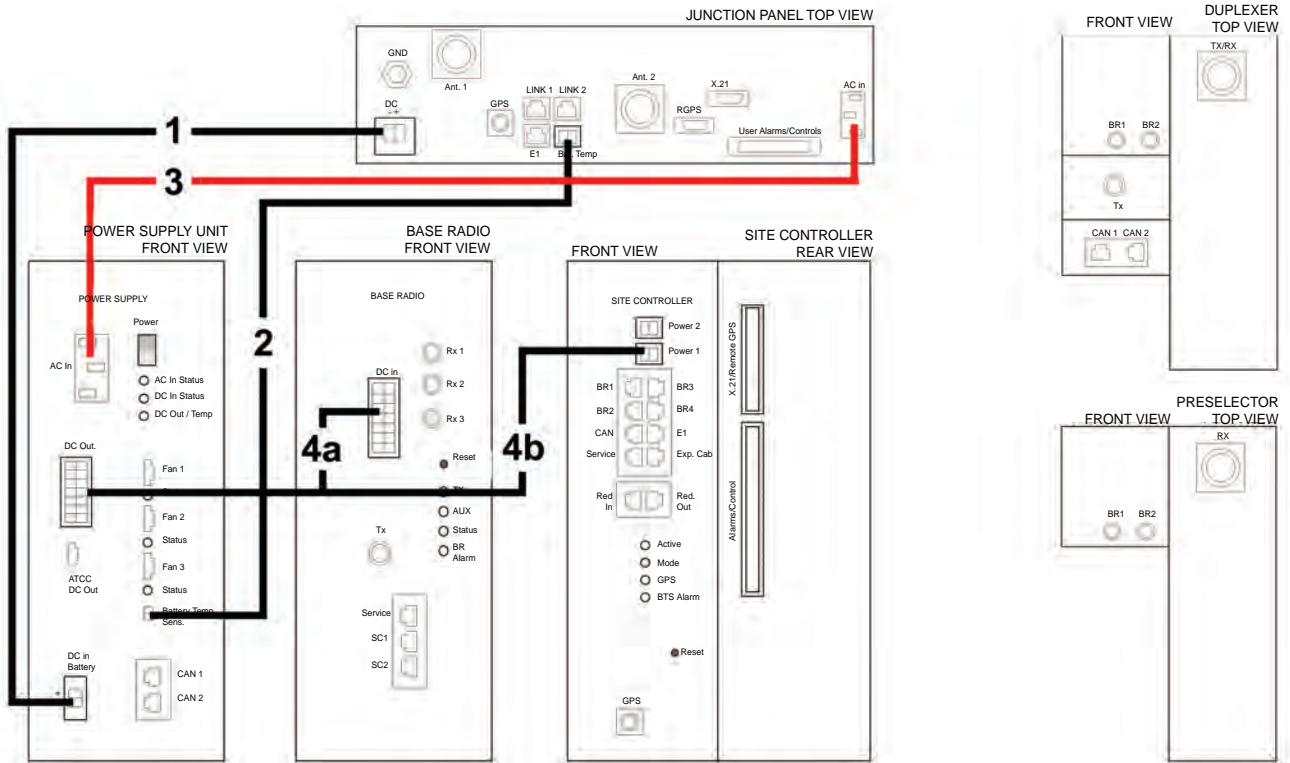 JUNCTION PANEL TOP VIEW
GND
Ant. 1
DC
- +
GPS
LINK 1
LINK 2
E1
Temp
Ant. 2
X.21
RGPS
User Alarms/Controls
AC in
1
3
2
4a
4b
POWER SUPPLY UNIT
FRONT VIEW
POWER SUPPLY
Power
AC In
AC In Status
DC In Status
DC Out / Temp
DC Out.
Fan 1
Fan 2
Status
Fan 3
Status
ATCC
DC Out
Battery Temp
Sens.
DC in
Battery
+
CAN 1
CAN 2
BASE RADIO
FRONT VIEW
BASE RADIO
DC in
Rx 1
Rx 2
Rx 3
Reset
AUX
Status
BR
Alarm
Tx
Service
SC1
SC2
FRONT VIEW
SITE CONTROLLER
REAR VIEW
SITE CONTROLLER
Power 2
Power 1
BR1
BR3
BR2
BR4
CAN
E1
Service
Exp. Cab
Red
In
Red.
Out
Active
Mode
GPS
BTS Alarm
Reset
GPS
X.21/Remote GPS
Alarms/Control
FRONT VIEW
DUPLEXER
TOP VIEW
TX/RX
BR1
BR2
Tx
CAN 1 CAN 2
FRONT VIEW
PRESELECTOR
TOP VIEW
RX
BR1
BR2